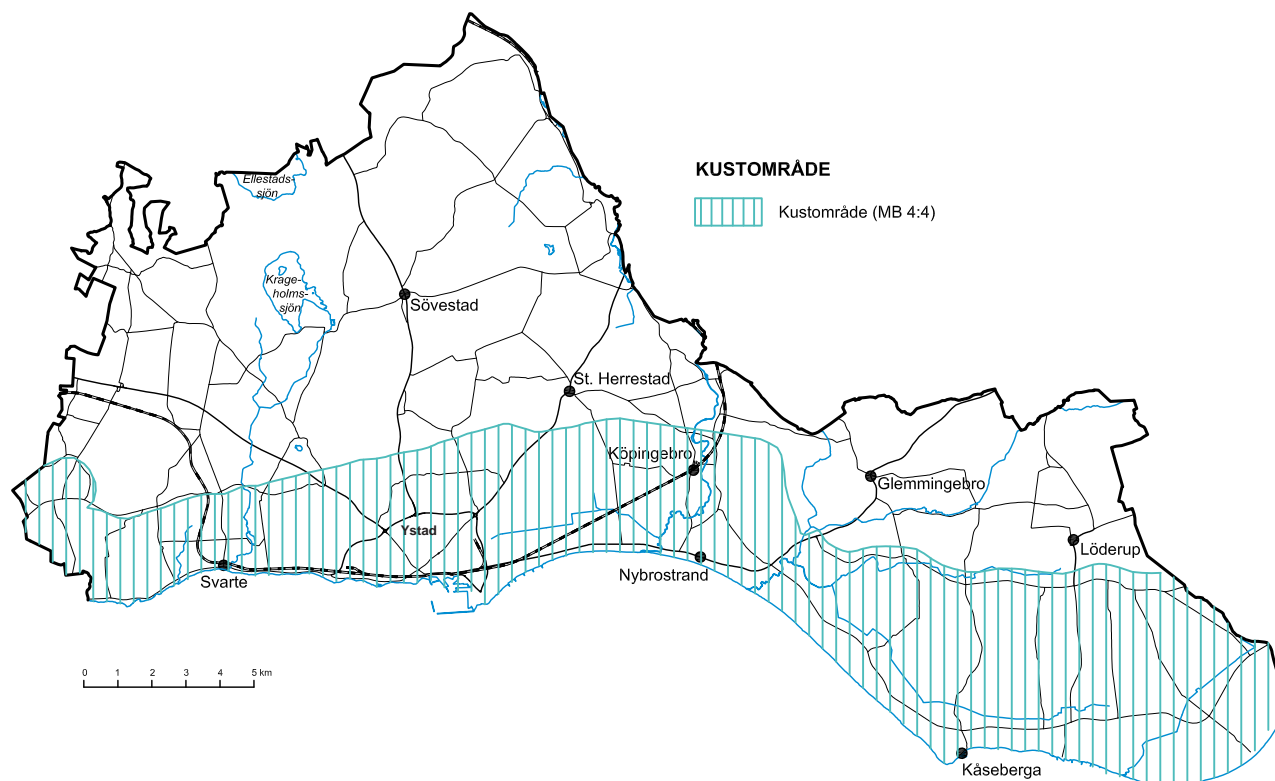 KUSTOMRÅDE
Ellestads-
sjön
Kustområde (MB 4:4)
Krage-
holms-
sjön
Sövestad
St. Herrestad
Köpingebro
Glemmingebro
Ystad
Löderup
Svarte
Nybrostrand
0 1 2 3 4 5 km
Kåseberga